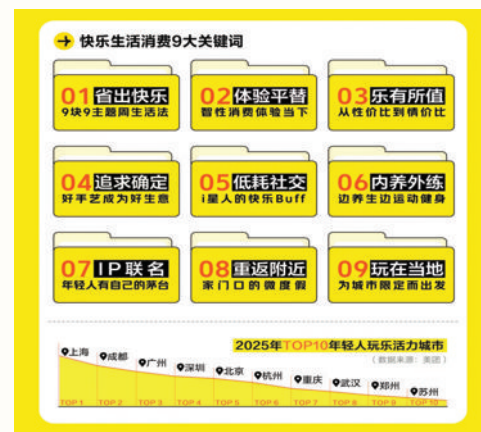 快乐生活消费9大关键词
01省出快乐
9块9主题周生活法
02体验平替
智性消费体验当下
03乐有所值
从性价比到情价比
04追求确定
好手艺成为好生意
05低耗社交
i星人的快乐Buff
06内养外练
边养生边运动健身
07IP联名
年轻人有自己的茅台
08重返附近
家门口的微度假
09玩在当地
为城市限定而出发
2025年TOP10年轻人玩乐活力城市
(数据来源:美团)
上海
成都
广州
深圳
北京
杭州
重庆
武汉
郑州
苏州
TOP 1
TOP 2
TOP 3
TOP 4
TOP 5
TOP 6
TOP 7
TOP 8
TOP 9
TOP 10